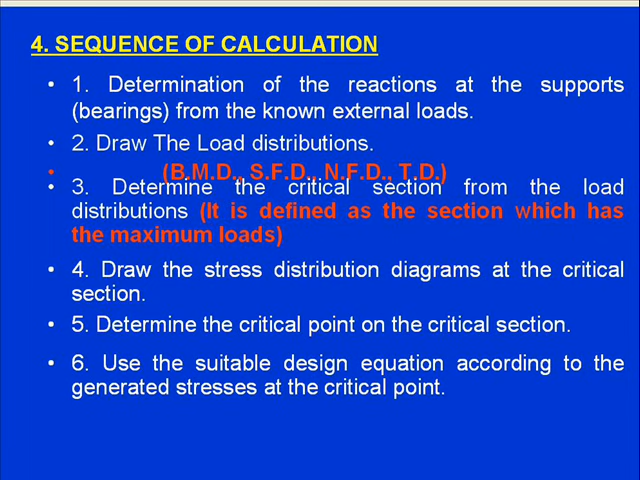 4. SEQUENCE OF CALCULATION
• 1. Determination of the reactions at the supports
(bearings) from the known external loads.
• 2. Draw The Load distributions.
• (B.M.D., S.F.D., N.F.D., T.D.)
• 3. Determine the critical section from the load
distributions (It is defined as the section which has
the maximum loads)
• 4. Draw the stress distribution diagrams at the critical
section.
• 5. Determine the critical point on the critical section.
• 6. Use the suitable design equation according to the
generated stresses at the critical point.